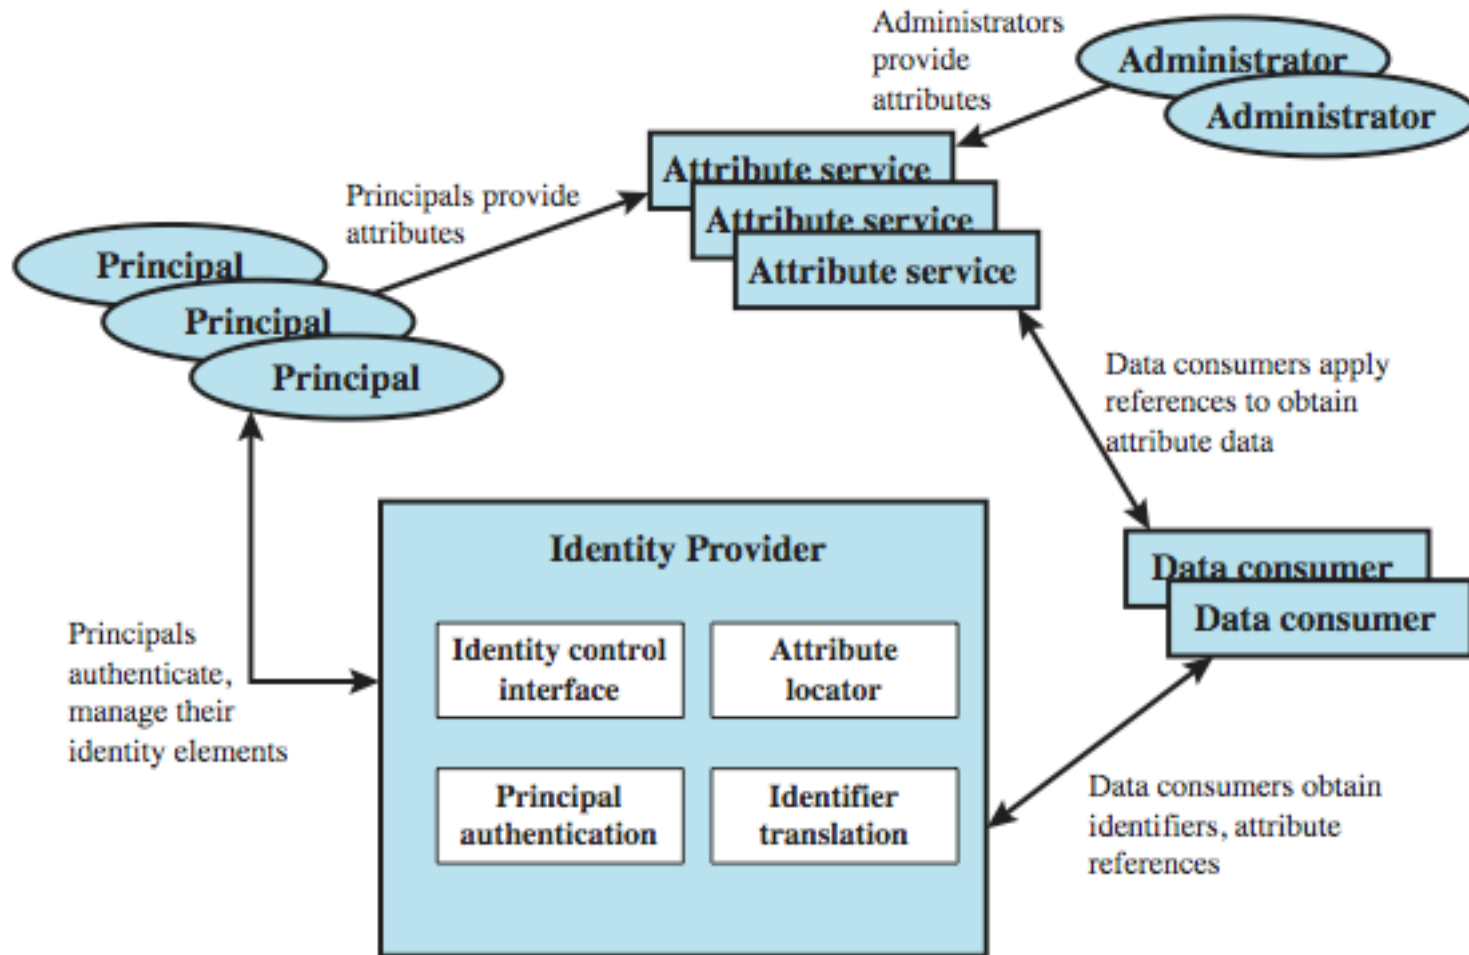 Administrators
provide
attributes
Administrator
Administrator
Attribute service
Attribute service
Attribute service
Principals provide
attributes
Principal
Principal
Principal
Data consumers apply
references to obtain
attribute data
Identity Provider
Identity control
interface
Attribute
locator
Principal
authentication
Identifier
translation
Data consumer
Data consumer
Principals
authenticate,
manage their
identity elements
Data consumers obtain
identifiers, attribute
references